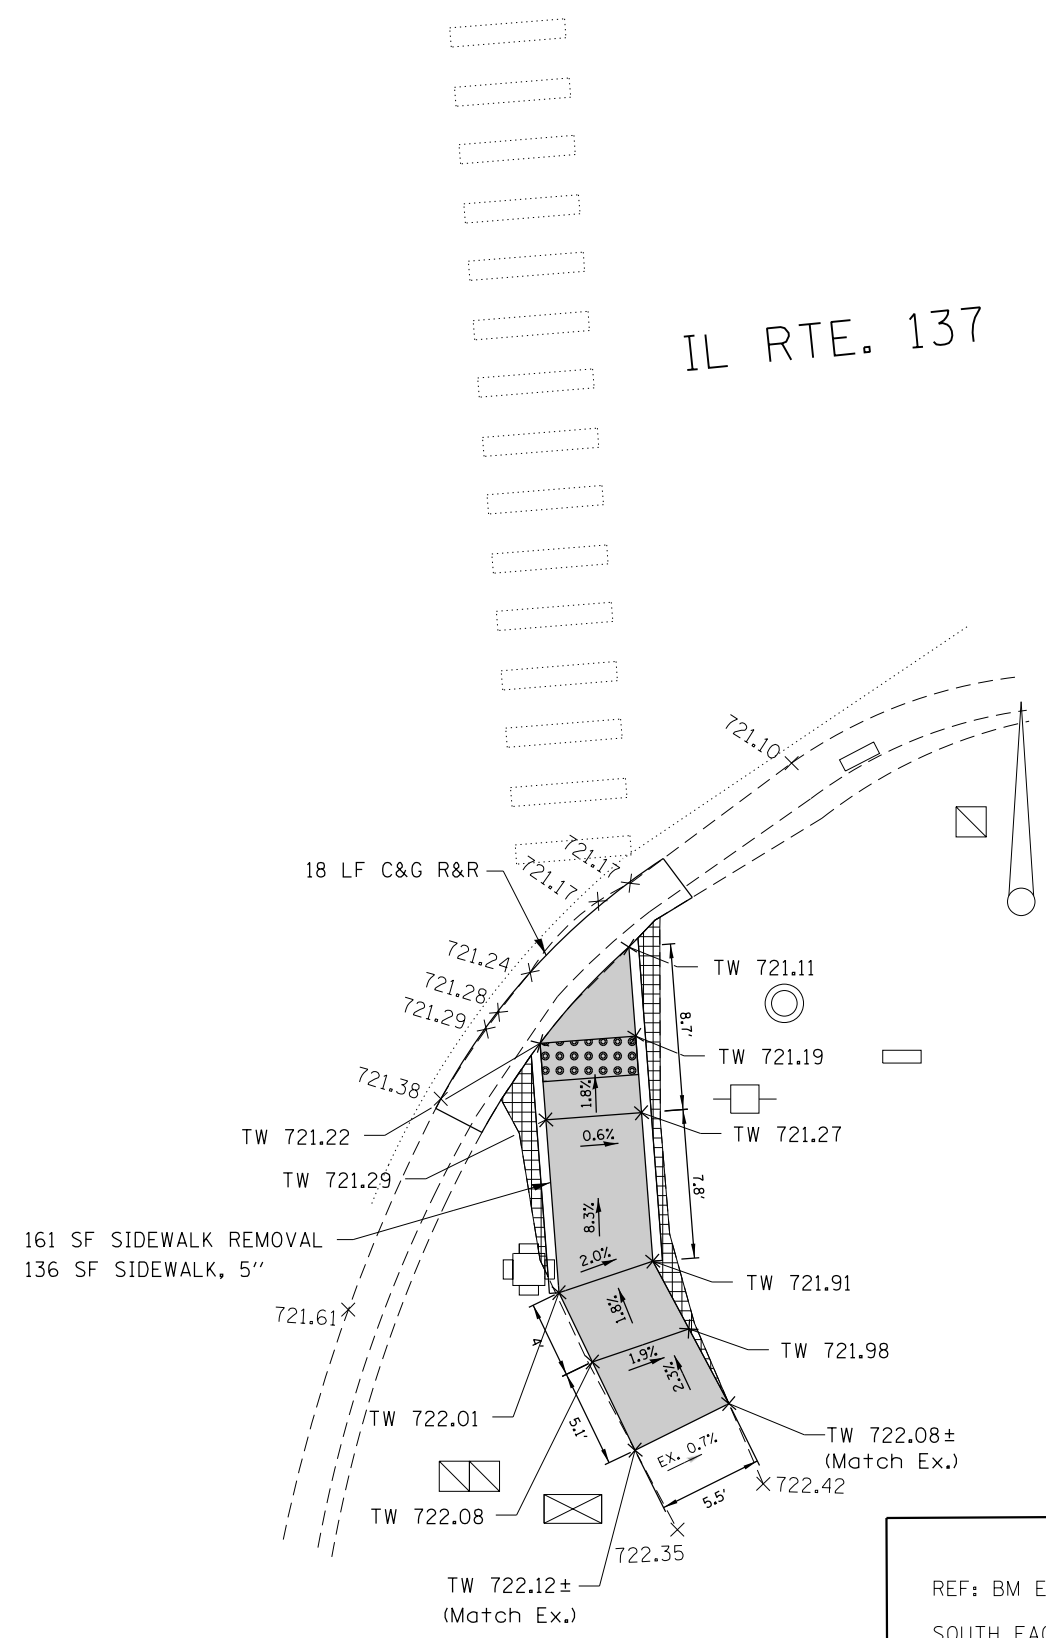 IL RTE. 137
721.10
721.17
18 LF C&G R&R
721.17
721.24
TW 721.11
721.28
721.29
8.7'
TW 721.19
721.38
1.8%
TW 721.22
TW 721.27
0.6%
TW 721.29
7.8'
8.3%
161 SF SIDEWALK REMOVAL
136 SF SIDEWALK, 5"
2.0%
TW 721.91
721.61
1.8%
4'
1.9%
TW 721.98
2.3%
TW 722.01
5.1'
TW 722.08±
(Match Ex.)
EX. 0.7%
722.42
5.5'
TW 722.08
722.35
TW 722.12±
(Match Ex.)
REF: BM E